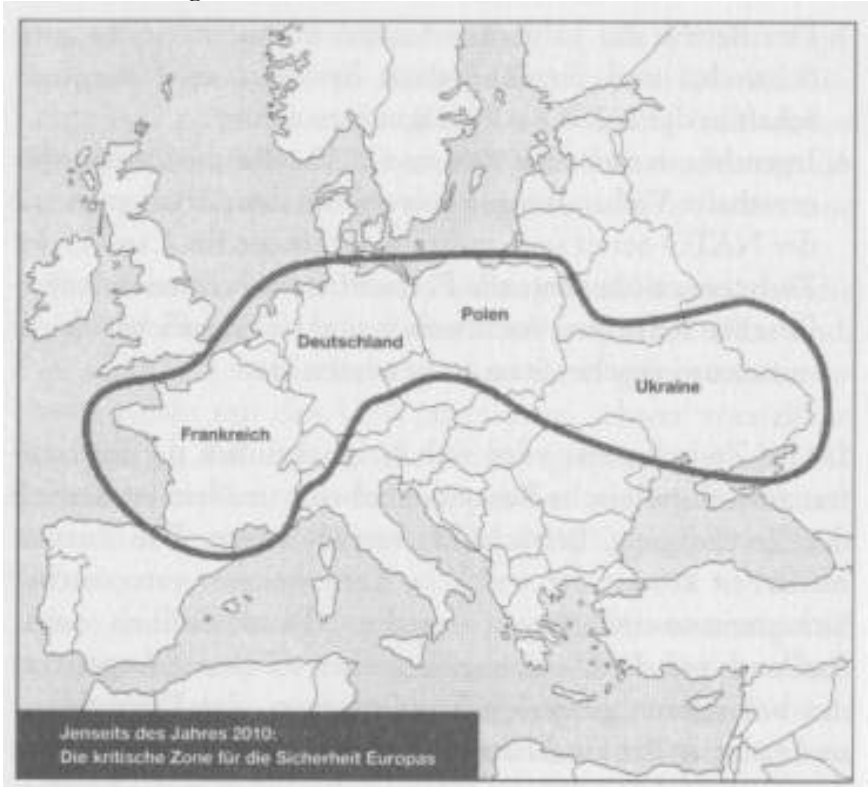 Polen
Deutschland
Ukraine
Frankreich
Jenseits des Jahres 2010:
Die kritische Zone für die Sicherheit Europas